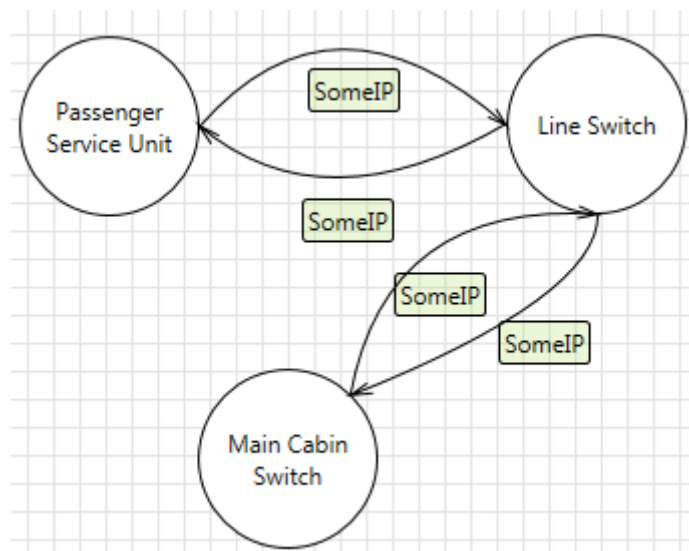 SomeIP
Passenger
Service Unit
Line Switch
SomeIP
SomeIP
SomeIP
Main Cabin
Switch